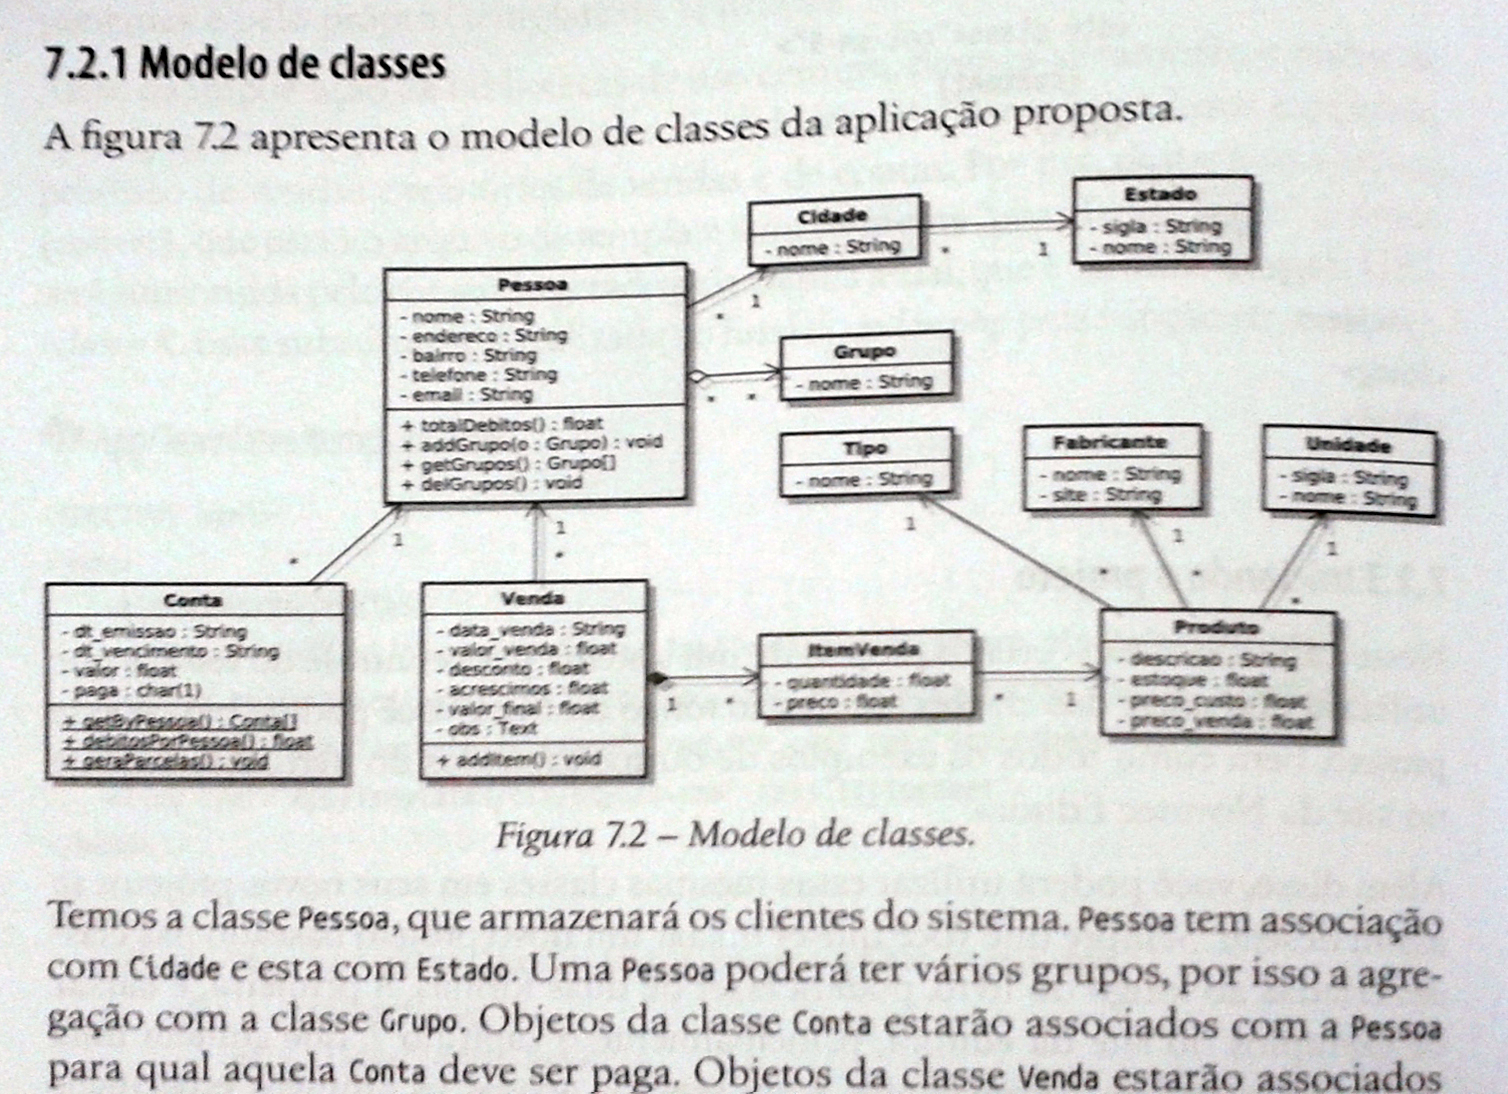 7.2.1 Modelo de classes
A figura 7.2 apresenta o modelo de classes da aplicação proposta.
Cidade
- nome : String
* 1
Estado
- sigla : String
- nome : String
Pessoa
- nome : String
- endereco : String
- bairro : String
- telefone : String
- email : String
+ totalDebitos() : float
+ addGrupo(o : Grupo) : void
+ getGrupos() : Grupo[]
+ delGrupos() : void
* 1
Grupo
- nome : String
* *
Tipo
- nome : String
Fabricante
- nome : String
- site : String
Unidade
- sigla : String
- nome : String
* 1
1
*
1
*
1
*
1
*
Conta
- dt_emissao : String
- dt_vencimento : String
- valor : float
- paga : char(1)
+ getByPessoa() : Conta[]
+ debitosPorPessoa() : float
+ geraParcelas() : void
Venda
- data_venda : String
- valor_venda : float
- desconto : float
- acrescimos : float
- valor_final : float
- obs : Text
+ addItem() : void
1 *
ItemVenda
- quantidade : float
- preco : float
* 1
Produto
- descricao : String
- estoque : float
- preco_custo : float
- preco_venda : float
Figura 7.2 – Modelo de classes.
Temos a classe Pessoa, que armazenará os clientes do sistema. Pessoa tem associação
com Cidade e esta com Estado. Uma Pessoa poderá ter vários grupos, por isso a agre-
gação com a classe Grupo. Objetos da classe Conta estarão associados com a Pessoa
para qual aquela Conta deve ser paga. Objetos da classe Venda estarão associados